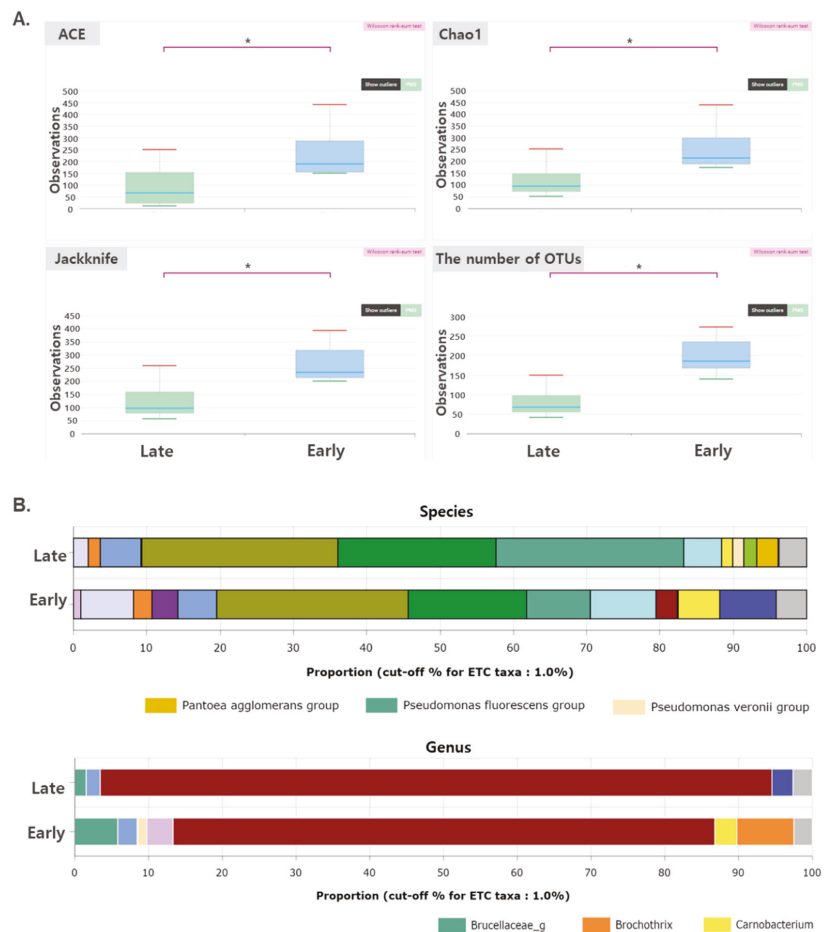 A.
ACE
Wilcoxon rank-sum test
*
Show outliers
PNG
Observations
500
450
400
350
300
250
200
150
100
50
0
Chao1
Wilcoxon rank-sum test
*
Show outliers
PNG
Observations
500
450
400
350
300
250
200
150
100
50
0
Jackknife
Wilcoxon rank-sum test
*
Show outliers
PNG
Observations
450
400
350
300
250
200
150
100
50
0
Late
Early
The number of OTUs
Wilcoxon rank-sum test
*
Show outliers
PNG
Observations
300
250
200
150
100
50
0
Late
Early
B.
Species
Late
Early
0 10 20 30 40 50 60 70 80 90 100
Proportion (cut-off % for ETC taxa : 1.0%)
Pantoea agglomerans group Pseudomonas fluorescens group Pseudomonas veronii group
Genus
Late
Early
0 10 20 30 40 50 60 70 80 90 100
Proportion (cut-off % for ETC taxa : 1.0%)
Brucellaceae_g Brochothrix Carnobacterium